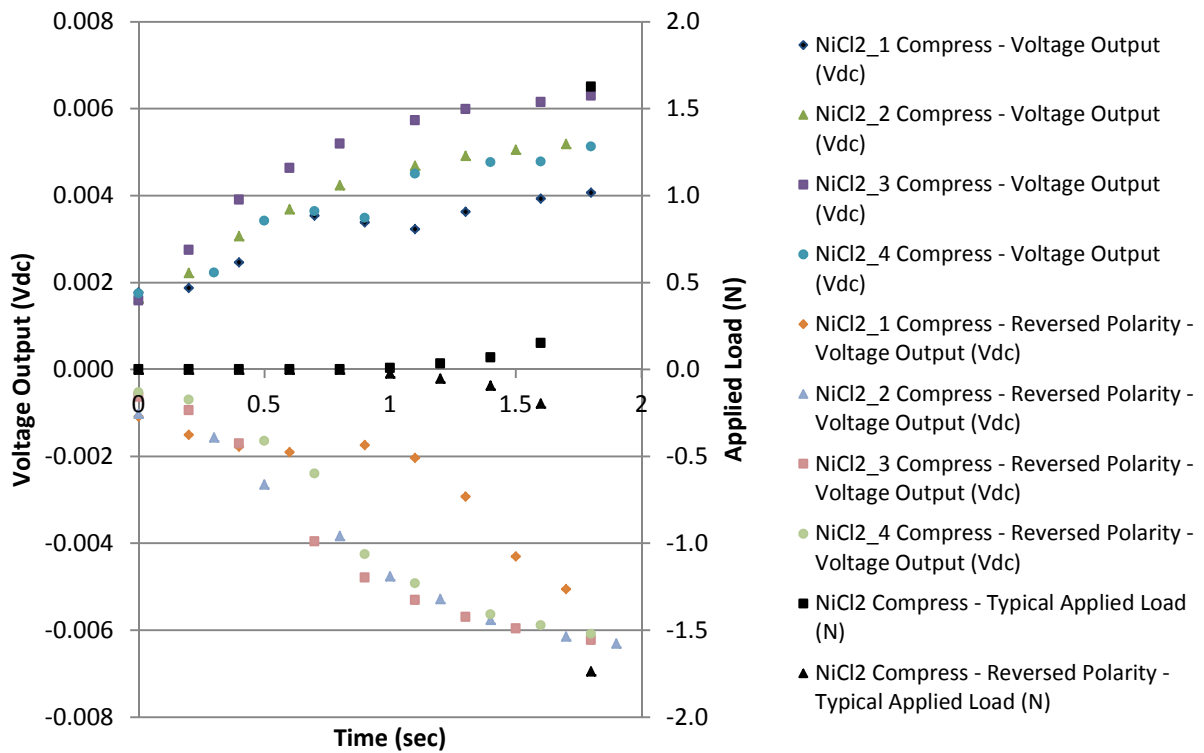 0.008
0.006
0.004
0.002
0.000
-0.002
-0.004
-0.006
-0.008
Voltage Output (Vdc)
0 0.5 1 1.5 2
Time (sec)
2.0
1.5
1.0
0.5
0.0
-0.5
-1.0
-1.5
-2.0
Applied Load (N)
NiCl2_1 Compress - Voltage Output
(Vdc)
NiCl2_2 Compress - Voltage Output
(Vdc)
NiCl2_3 Compress - Voltage Output
(Vdc)
NiCl2_4 Compress - Voltage Output
(Vdc)
NiCl2_1 Compress - Reversed Polarity -
Voltage Output (Vdc)
NiCl2_2 Compress - Reversed Polarity -
Voltage Output (Vdc)
NiCl2_3 Compress - Reversed Polarity -
Voltage Output (Vdc)
NiCl2_4 Compress - Reversed Polarity -
Voltage Output (Vdc)
NiCl2 Compress - Typical Applied Load
(N)
NiCl2 Compress - Reversed Polarity -
Typical Applied Load (N)